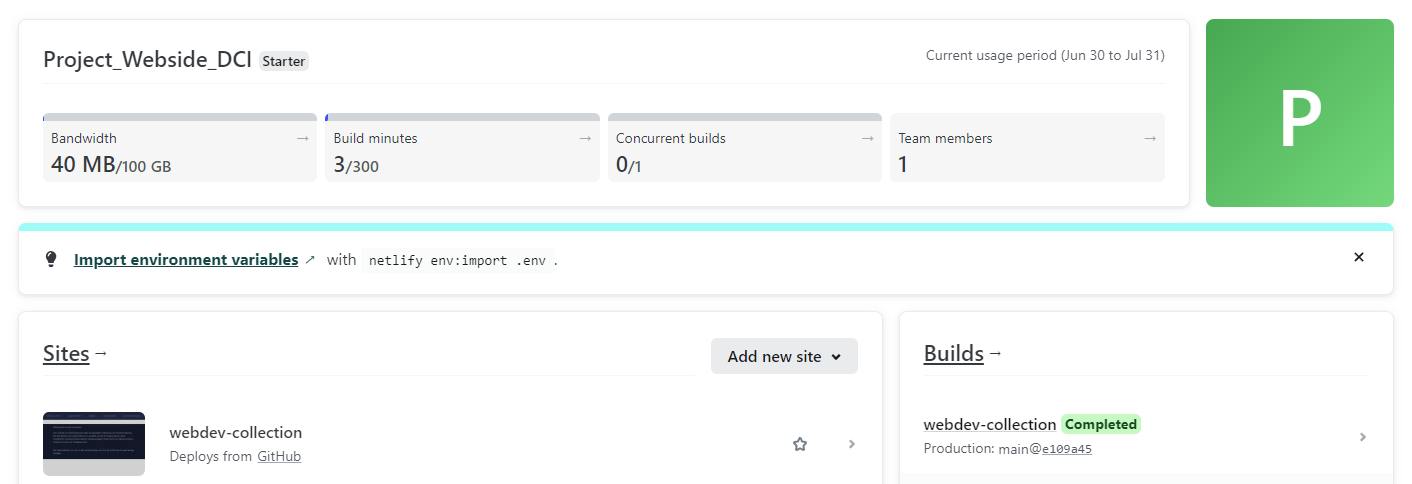 Project_Webside_DCI Starter
Current usage period (Jun 30 to Jul 31)
P
Bandwidth →
40 MB/100 GB
Build minutes →
3/300
Concurrent builds →
0/1
Team members →
1
Import environment variables ↗ with netlify env:import .env .
Sites →
Add new site
webdev-collection
Deploys from GitHub
Builds →
webdev-collection Completed
Production: main@e109a45